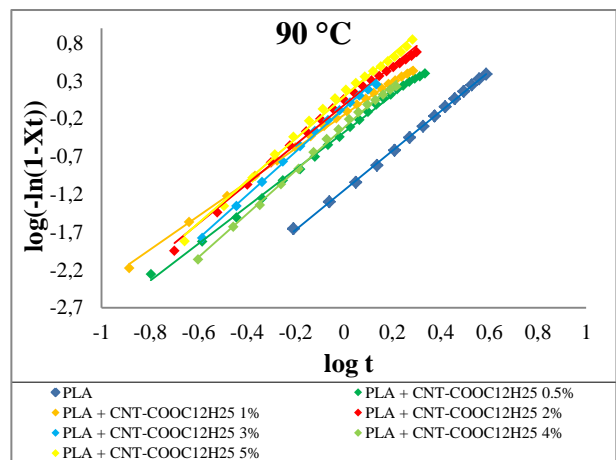 90 °C
log(-ln(1-Xt))
0,8
0,3
-0,2
-0,7
-1,2
-1,7
-2,2
-2,7
-1 -0,8 -0,6 -0,4 -0,2 0 0,2 0,4 0,6 0,8 1
log t
PLA PLA + CNT-COOC12H25 0.5%
PLA + CNT-COOC12H25 1% PLA + CNT-COOC12H25 2%
PLA + CNT-COOC12H25 3% PLA + CNT-COOC12H25 4%
PLA + CNT-COOC12H25 5%